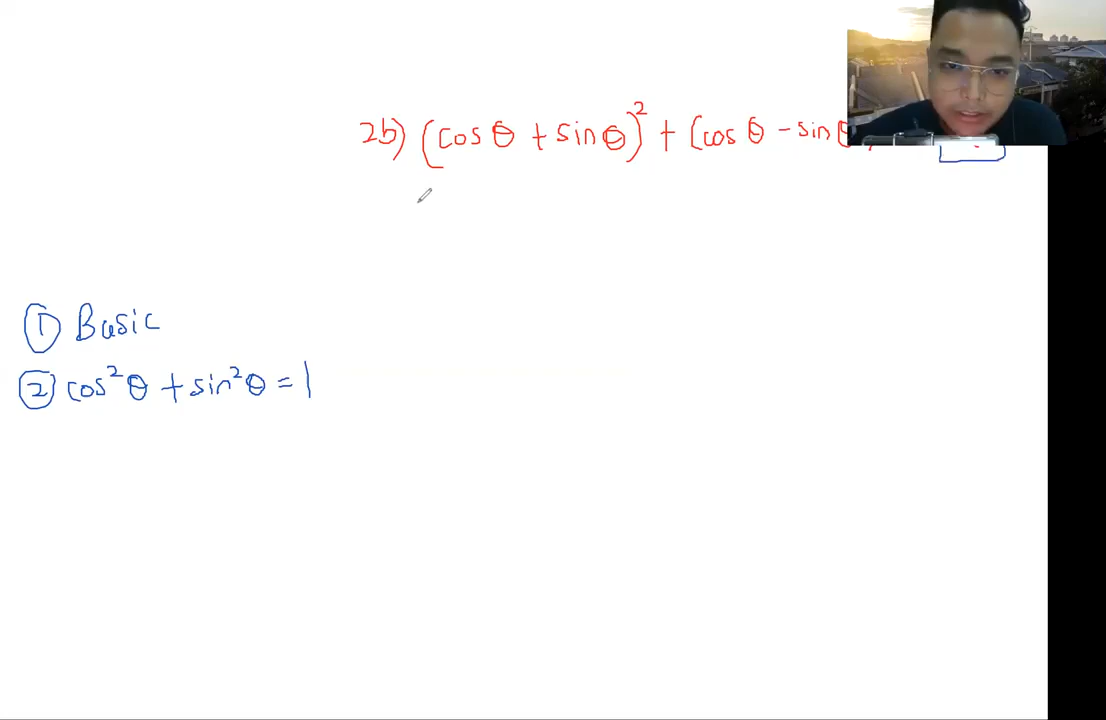 2b) (cos θ + sin θ)² + (cos θ - sin θ
① Basic
② cos²θ + sin²θ = 1